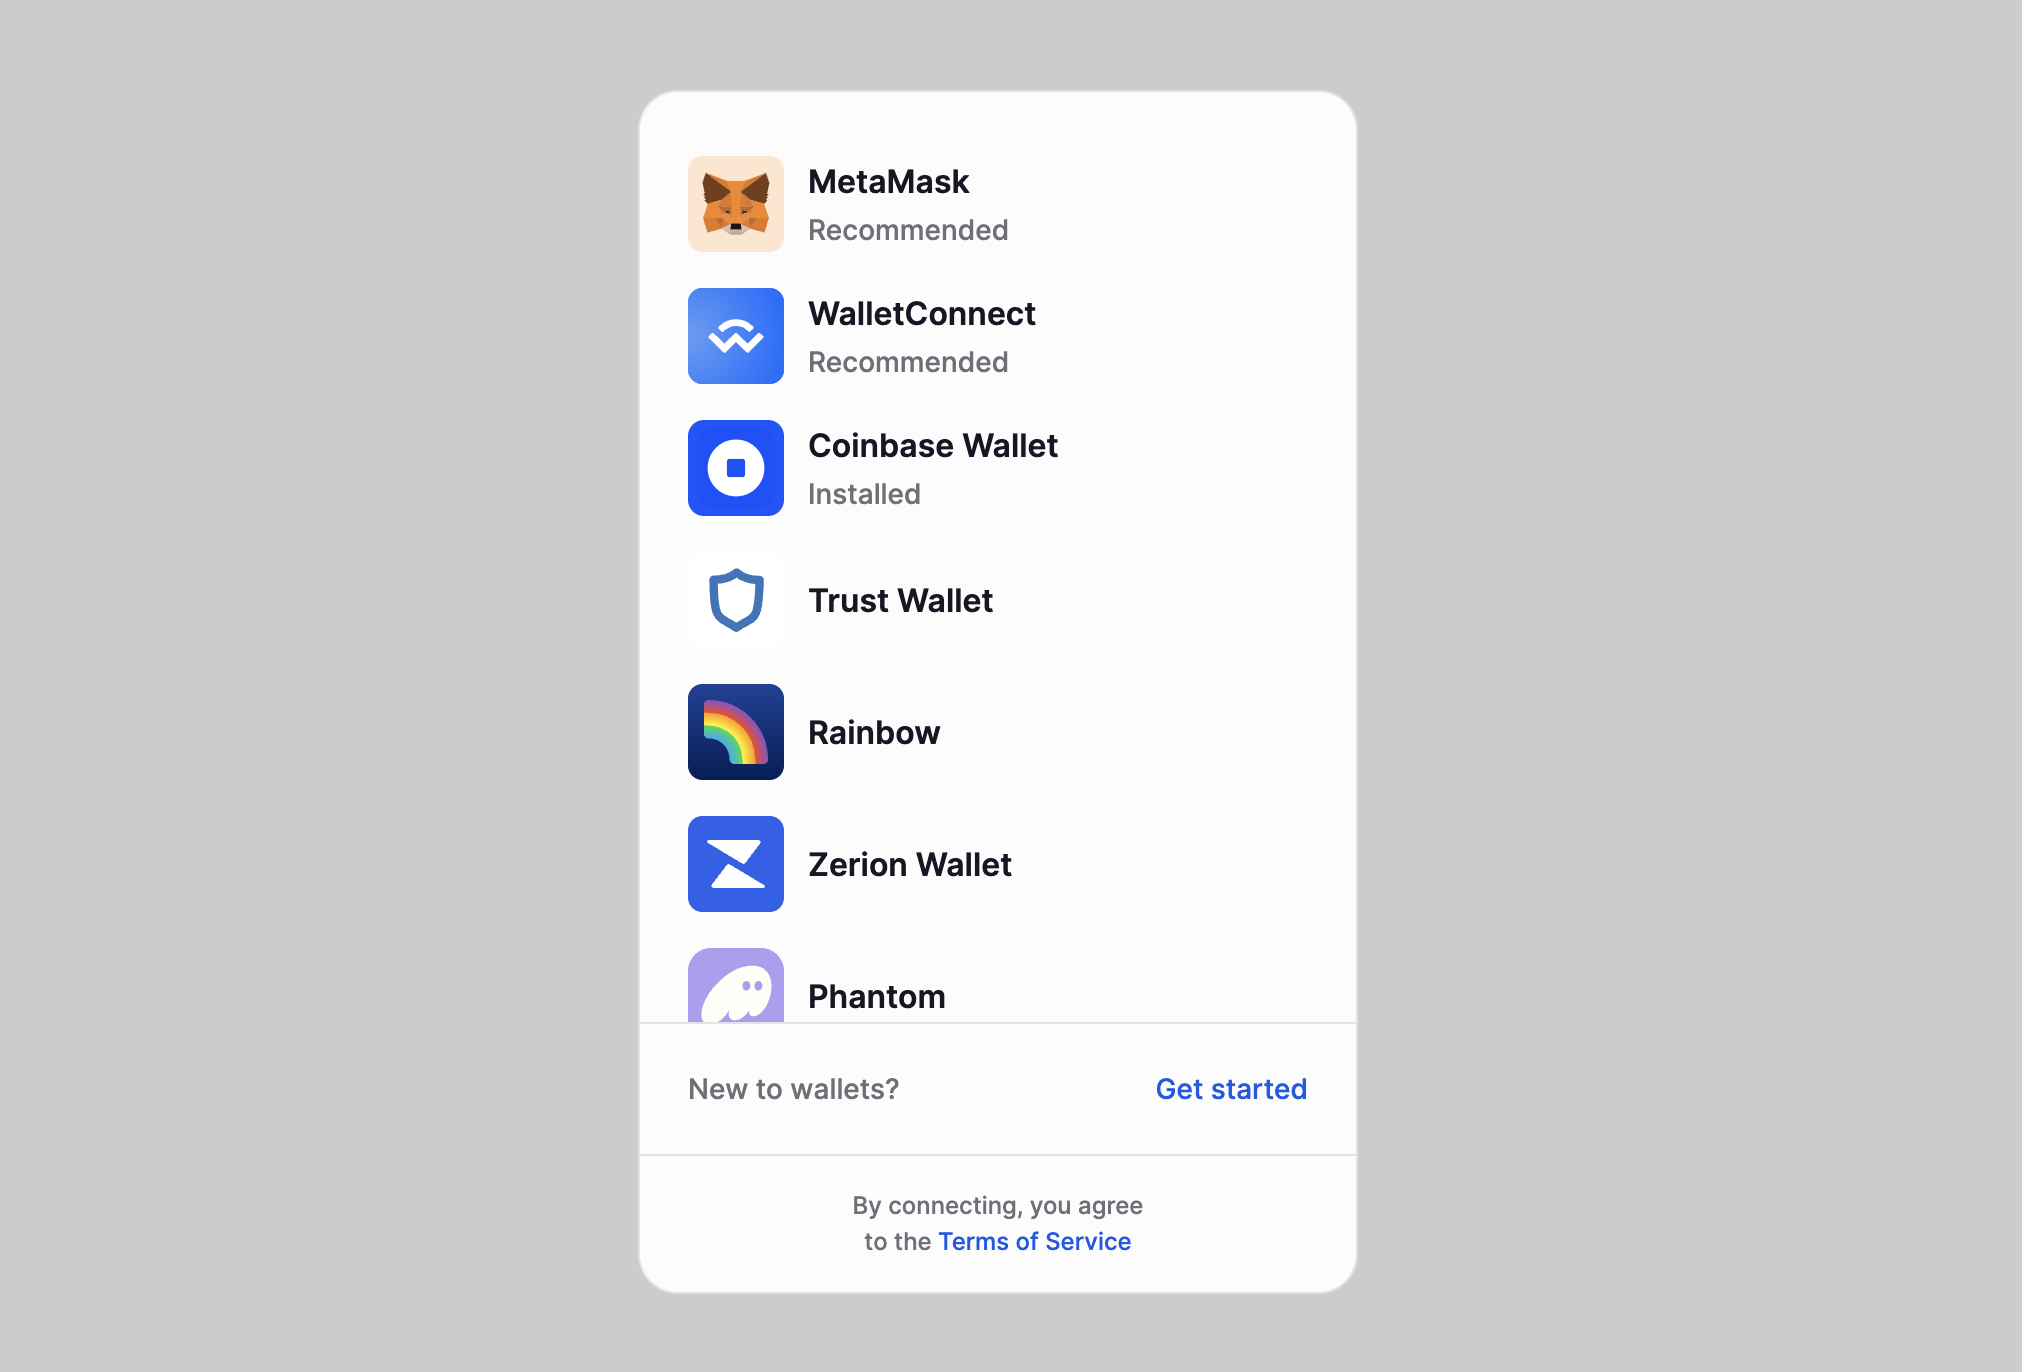 MetaMask
Recommended
WalletConnect
Recommended
Coinbase Wallet
Installed
Trust Wallet
Rainbow
Zerion Wallet
Phantom
New to wallets?
Get started
By connecting, you agree
to the Terms of Service